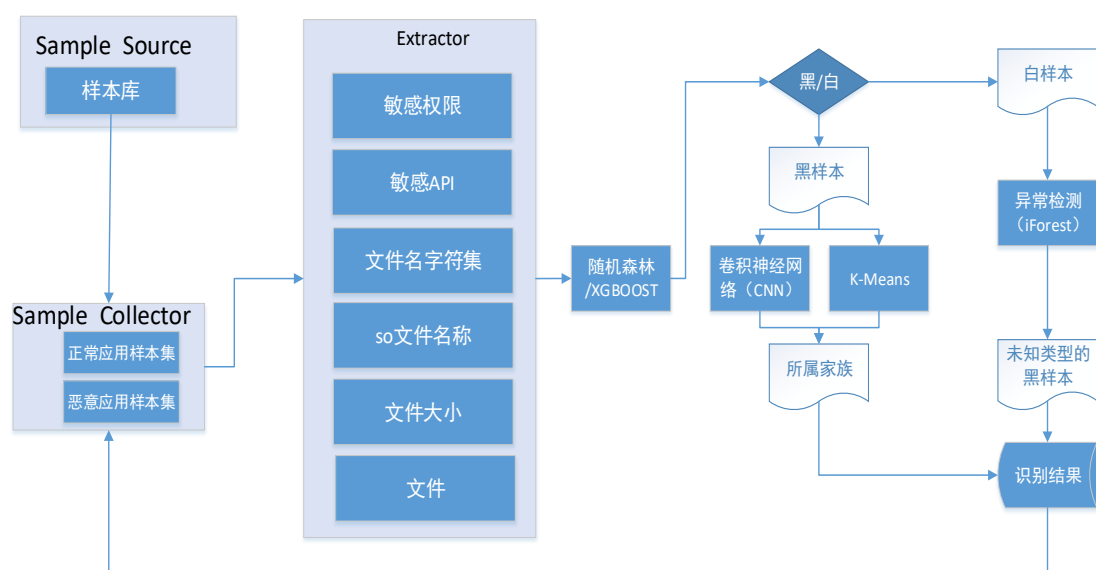 Sample Source
样本库
Sample Collector
正常应用样本集
恶意应用样本集
Extractor
敏感权限
敏感API
文件名字符集
so文件名称
文件大小
文件
随机森林
/XGBOOST
黑/白
黑样本
卷积神经网
络（CNN）
K-Means
所属家族
白样本
异常检测
（iForest）
未知类型的
黑样本
识别结果